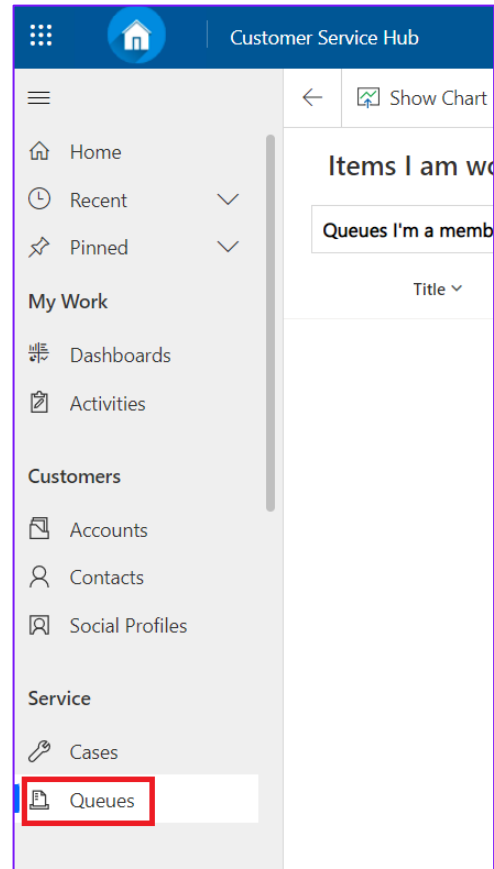 Customer Service Hub
Show Chart
Home
Recent
Pinned
My Work
Dashboards
Activities
Customers
Accounts
Contacts
Social Profiles
Service
Cases
Queues
Items I am wo
Queues I'm a memb
Title